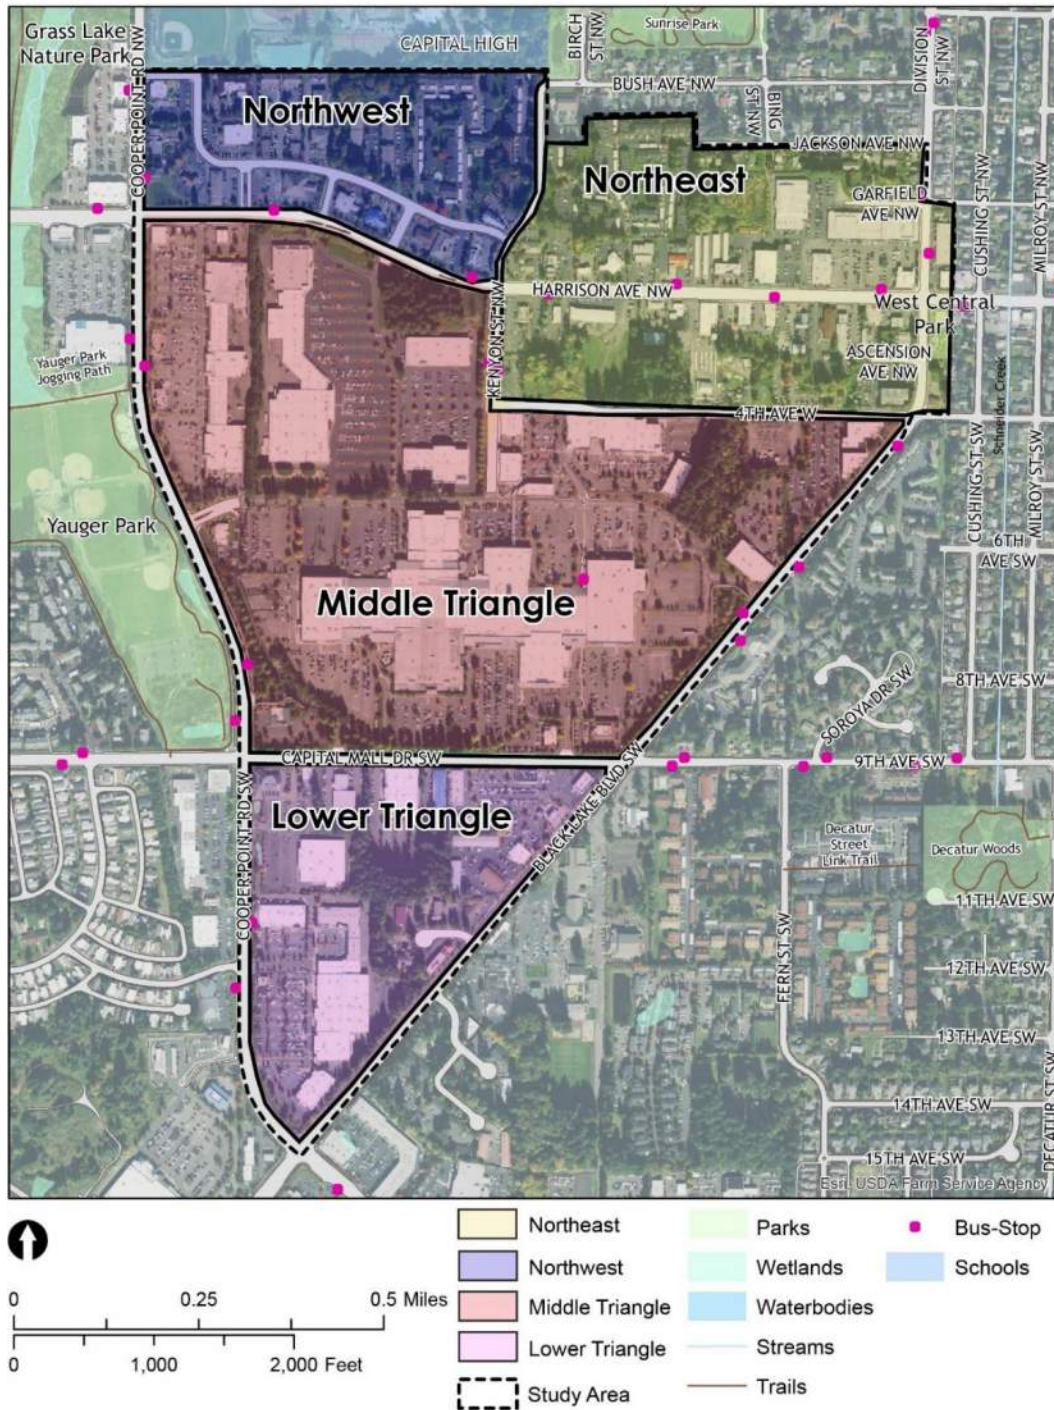 Grass Lake
Nature Park
COOPER POINT RD NW
CAPITAL HIGH
BIRCH
ST NW
Sunrise Park
DIVISION
ST NW
BUSH AVE NW
BING
ST NW
Northwest
JACKSON AVE NW
Northeast
GARFIELD
AVE NW
CUSHING ST NW
MILROY ST NW
HARRISON AVE NW
KENYON ST NW
West Central
Park
Yauger Park
Jogging Path
ASCENSION
AVE NW
4TH AVE W
Schneider Creek
CUSHING ST SW
MILROY ST SW
Yauger Park
6TH
AVE SW
Middle Triangle
8TH AVE SW
SOROYA DR SW
CAPITAL MALL DR SW
9TH AVE SW
Lower Triangle
BLACK LAKE BLVD SW
COOPER POINT RD SW
Decatur
Street
Link Trail
Decatur Woods
11TH AVE SW
FERN ST SW
12TH AVE SW
13TH AVE SW
14TH AVE SW
DECATUR ST SW
15TH AVE SW
Esri, USDA Farm Service Agency
0 0.25 0.5 Miles
0 1,000 2,000 Feet
Northeast
Northwest
Middle Triangle
Lower Triangle
Study Area
Parks
Wetlands
Waterbodies
Streams
Trails
Bus-Stop
Schools